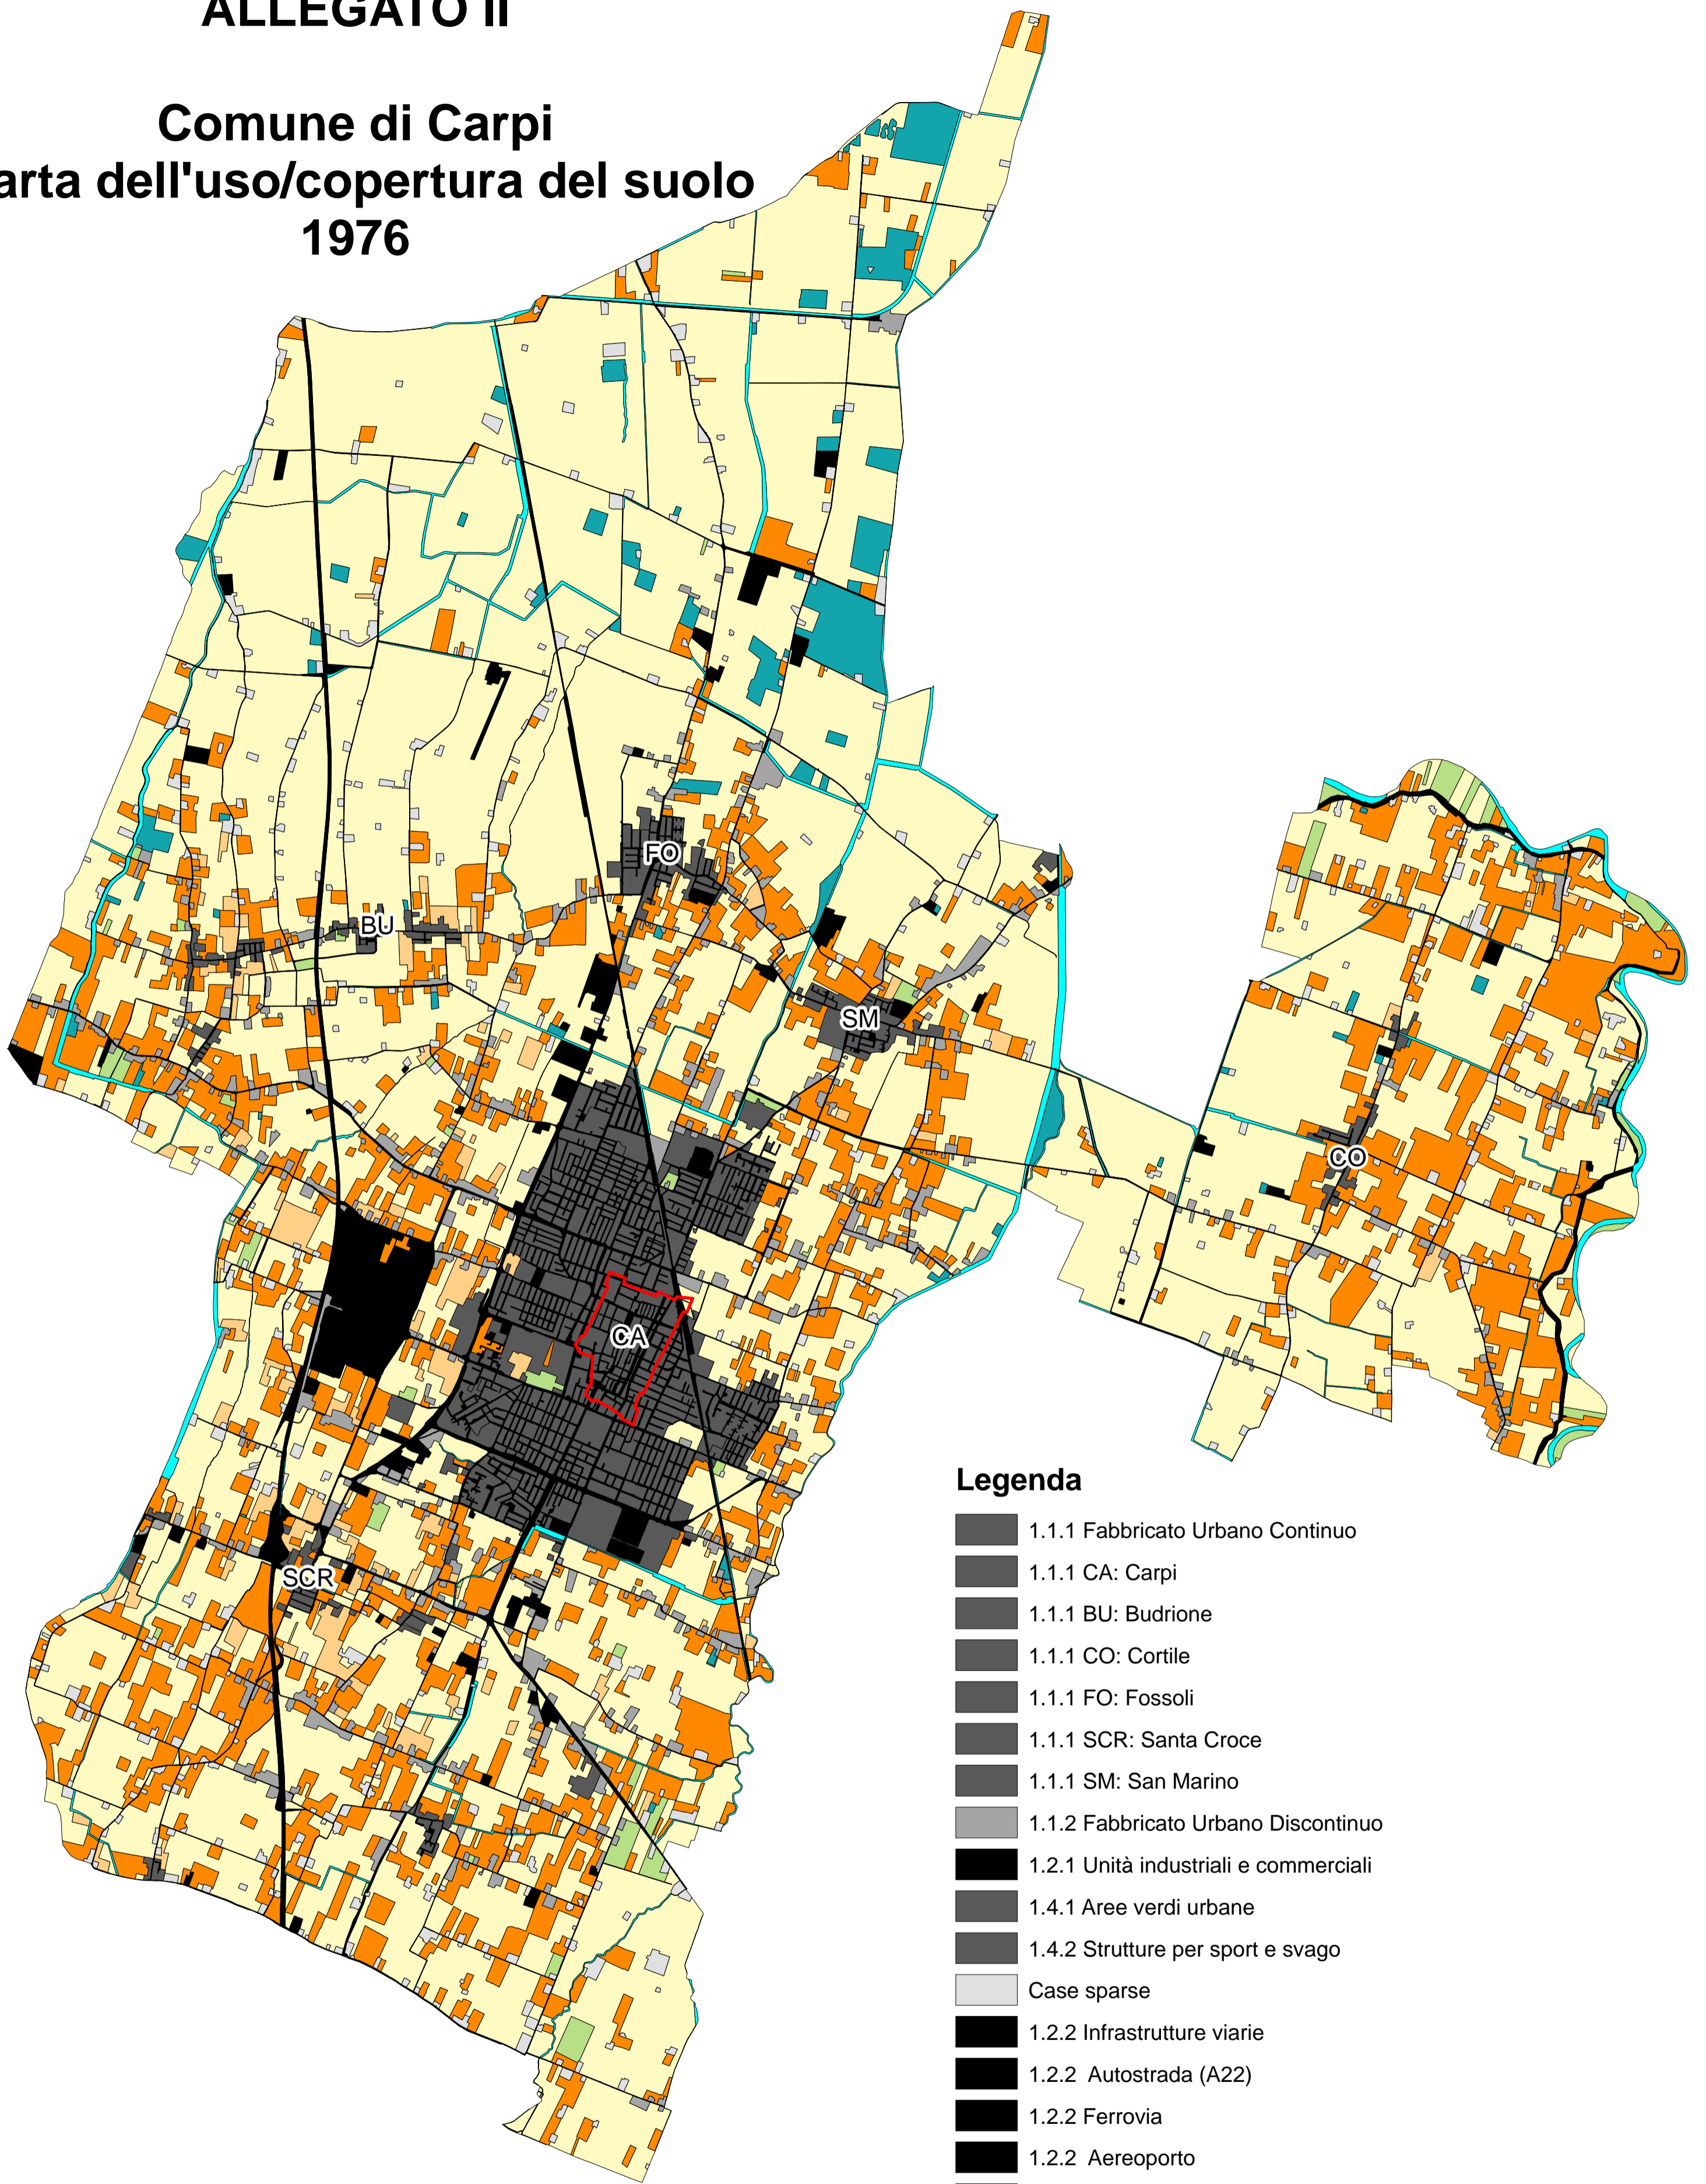 ALLEGATO II
Comune di Carpi
arta dell'uso/copertura del suolo
1976
FO
BU
SM
CO
CA
SCR
Legenda
1.1.1 Fabbricato Urbano Continuo
1.1.1 CA: Carpi
1.1.1 BU: Budrione
1.1.1 CO: Cortile
1.1.1 FO: Fossoli
1.1.1 SCR: Santa Croce
1.1.1 SM: San Marino
1.1.2 Fabbricato Urbano Discontinuo
1.2.1 Unità industriali e commerciali
1.4.1 Aree verdi urbane
1.4.2 Strutture per sport e svago
Case sparse
1.2.2 Infrastrutture viarie
1.2.2 Autostrada (A22)
1.2.2 Ferrovia
1.2.2 Aereoporto